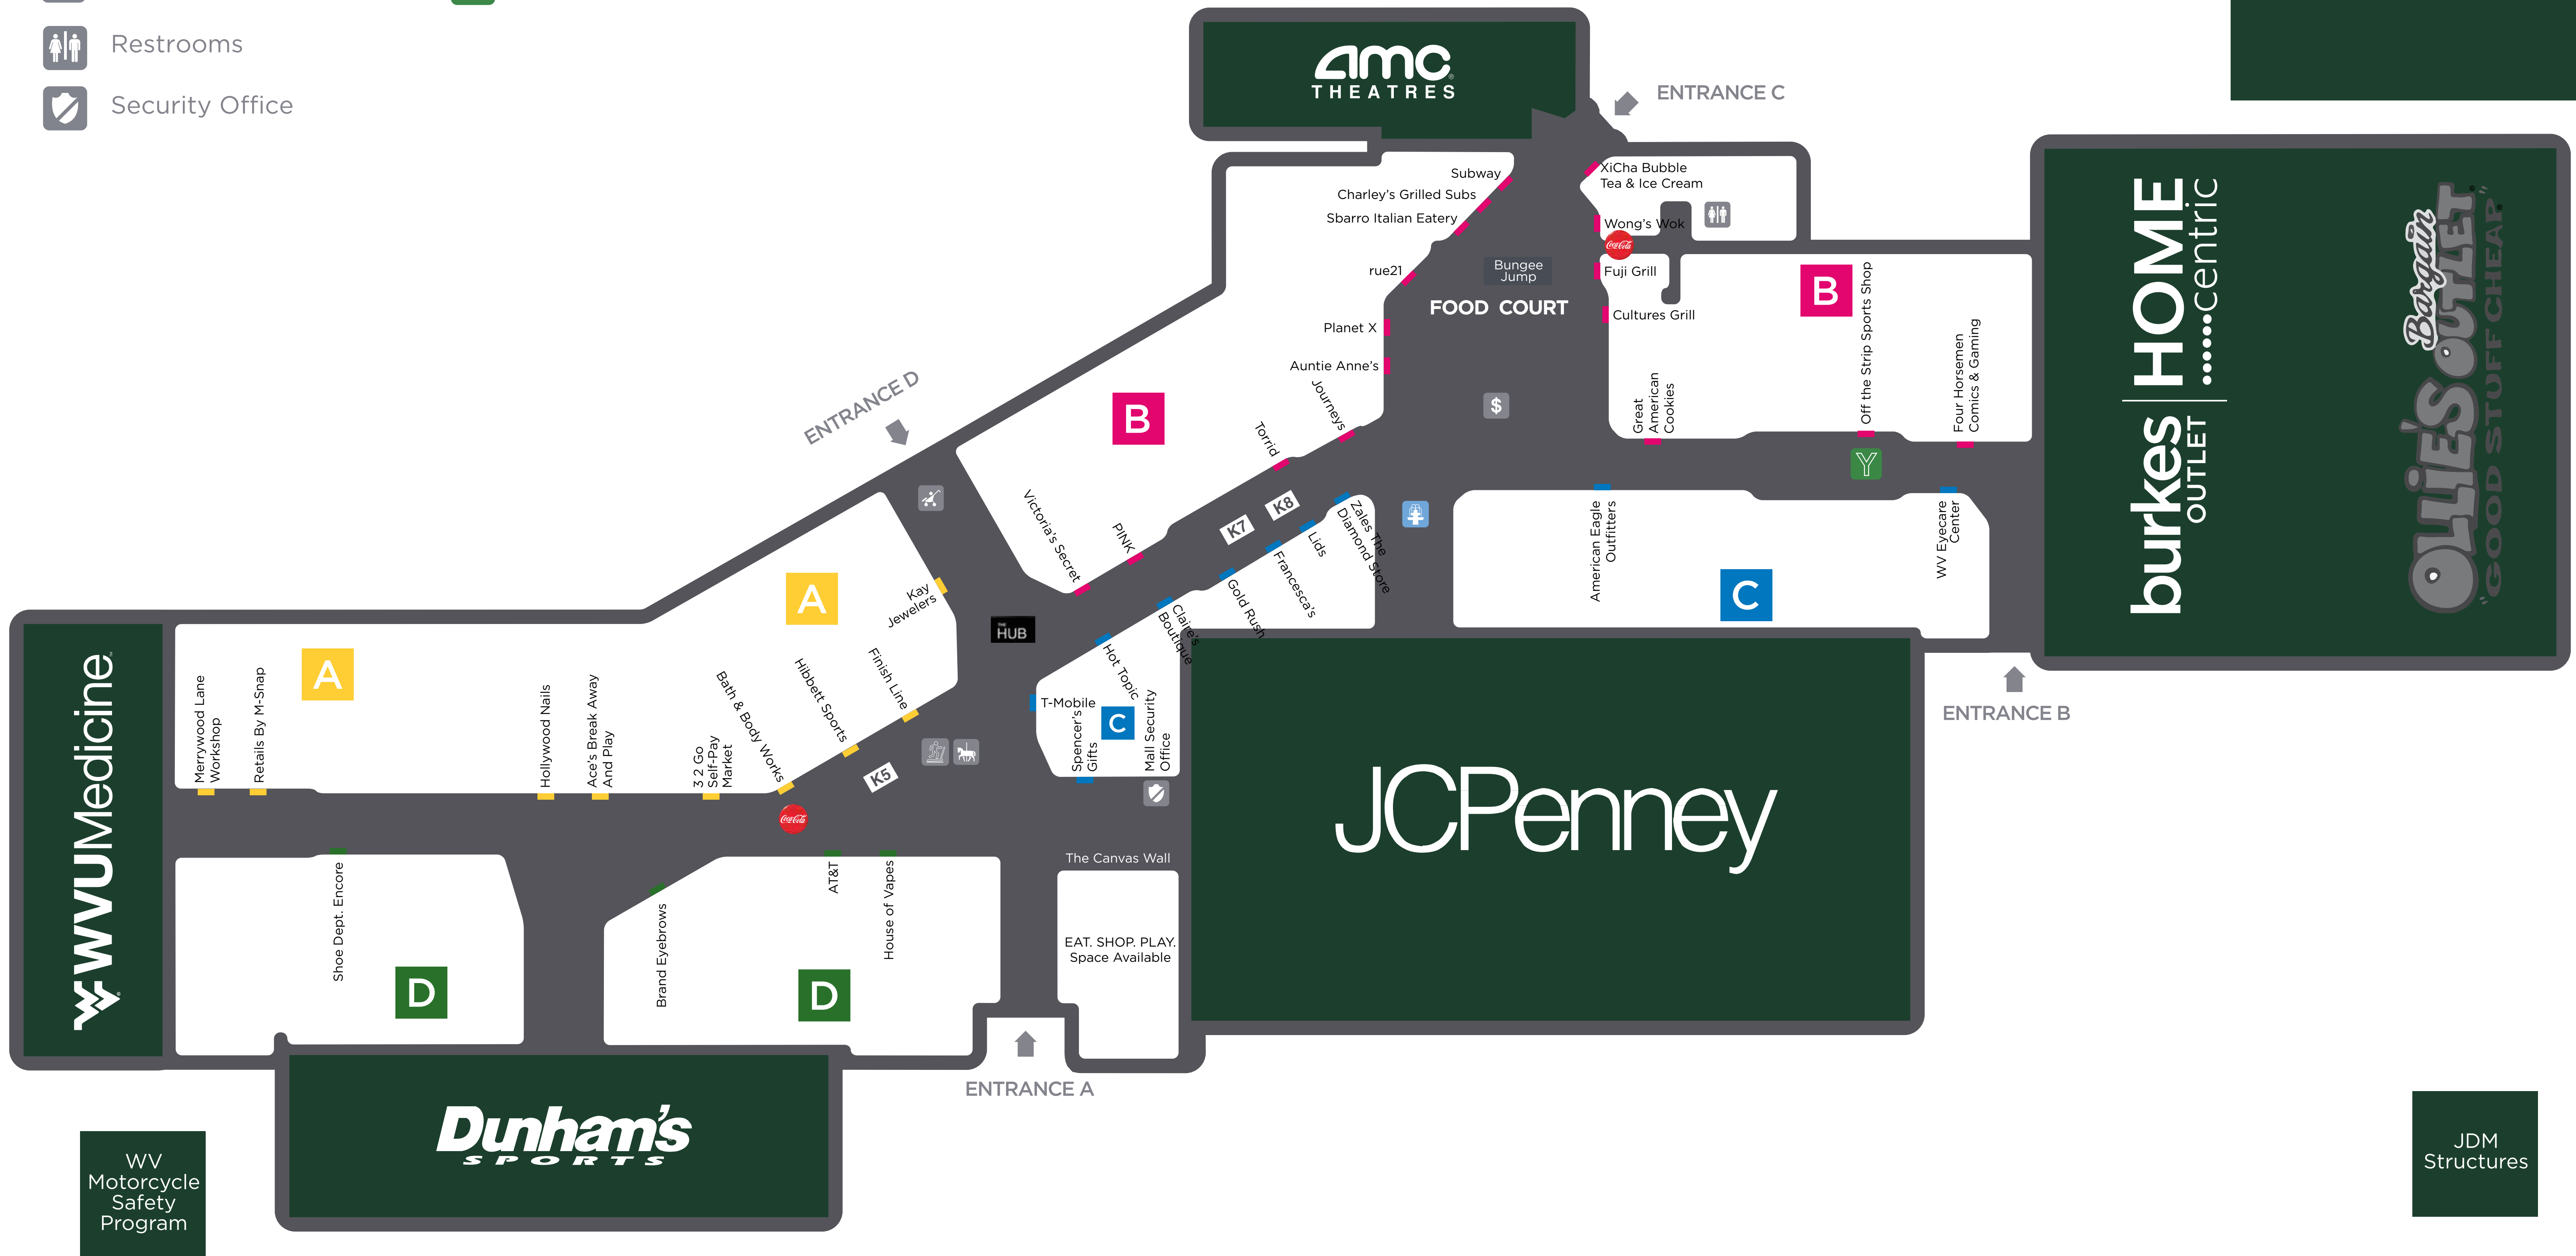 Restrooms
Security Office
AMC
THEATRES
ENTRANCE C
Subway
Charley's Grilled Subs
Sbarro Italian Eatery
rue21
Planet X
Auntie Anne's
Journeys
Torrid
PINK
Victoria's Secret
XiCha Bubble
Tea & Ice Cream
Wong's Wok
Coca-Cola
Fuji Grill
Cultures Grill
Bungee
Jump
FOOD COURT
$
B
Great
American
Cookies
Off the Strip Sports Shop
Four Horsemen
Comics & Gaming
Y
burkes
OUTLET
HOME
centric
OLLIE'S
Bargain
OUTLET
"GOOD STUFF CHEAP"
ENTRANCE D
B
K7
K8
Zales The
Diamond Store
Lids
Francesca's
Gold Rush
Claire's
Boutique
Hot Topic
T-Mobile
Spencer's
Gifts
C
Mall Security
Office
American Eagle
Outfitters
C
WV Eyecare
Center
ENTRANCE B
A
Kay
Jewelers
THE
HUB
Finish Line
Hibbett Sports
Bath & Body Works
K5
Coca-Cola
WVUMedicine
A
Merrywood Lane
Workshop
Retails By M-Snap
Hollywood Nails
Ace's Break Away
And Play
3 2 Go
Self-Pay
Market
Shoe Dept. Encore
D
Brand Eyebrows
AT&T
House of Vapes
D
The Canvas Wall
EAT. SHOP. PLAY.
Space Available
JCPenney
ENTRANCE A
Dunham's
SPORTS
WV
Motorcycle
Safety
Program
JDM
Structures